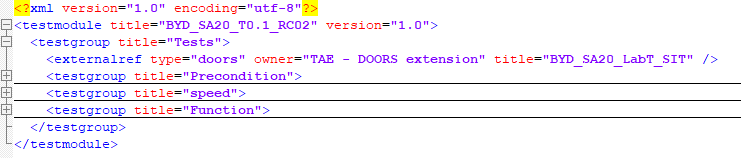 <?xml version="1.0" encoding="utf-8"?>
<testmodule title="BYD_SA20_T0.1_RC02" version="1.0">
<testgroup title="Tests">
<externalref type="doors" owner="TAE - DOORS extension" title="BYD_SA20_LabT_SIT" />
<testgroup title="Precondition">
<testgroup title="speed">
<testgroup title="Function">
</testgroup>
</testmodule>